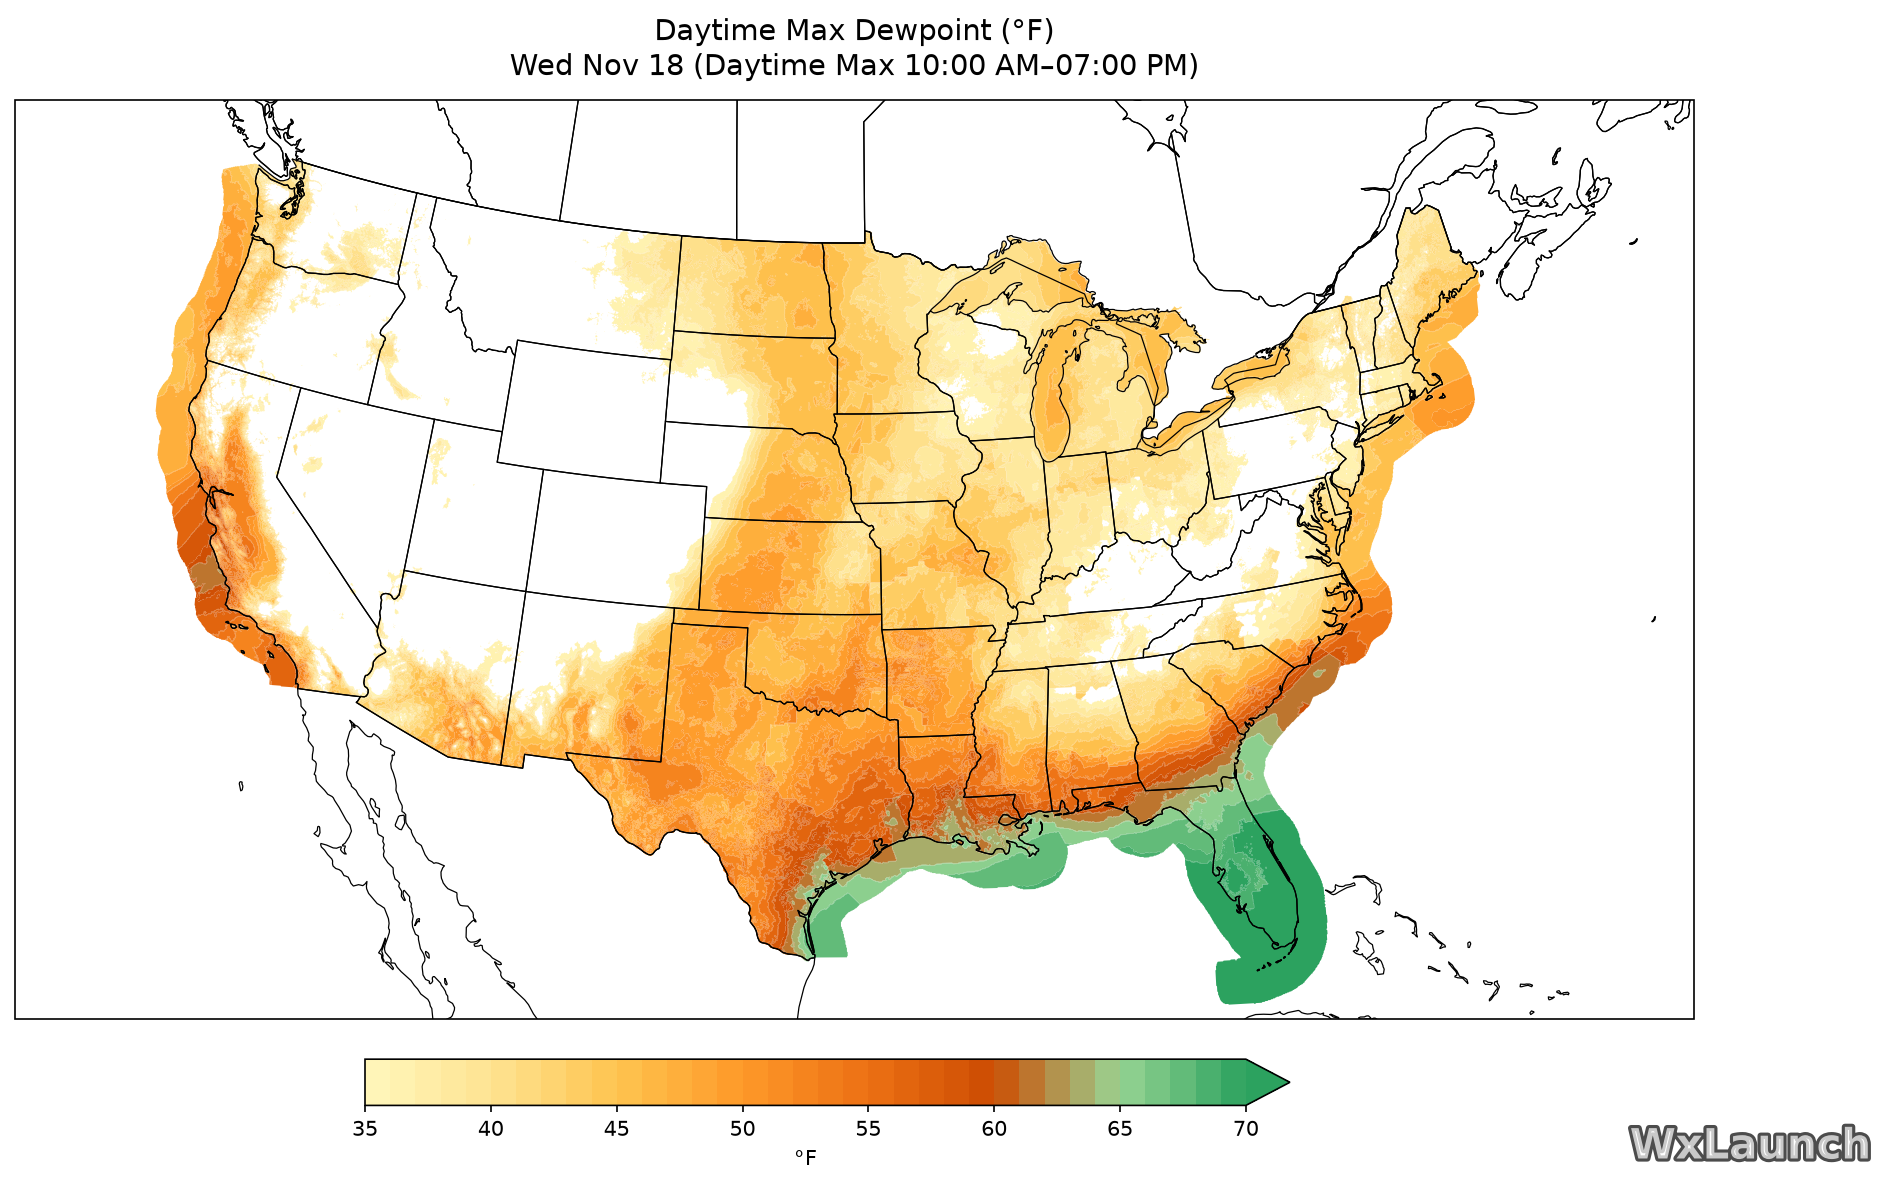 Daytime Max Dewpoint (°F)
Wed Nov 18 (Daytime Max 10:00 AM–07:00 PM)
35 40 45 50 55 60 65 70
°F
WxLaunch